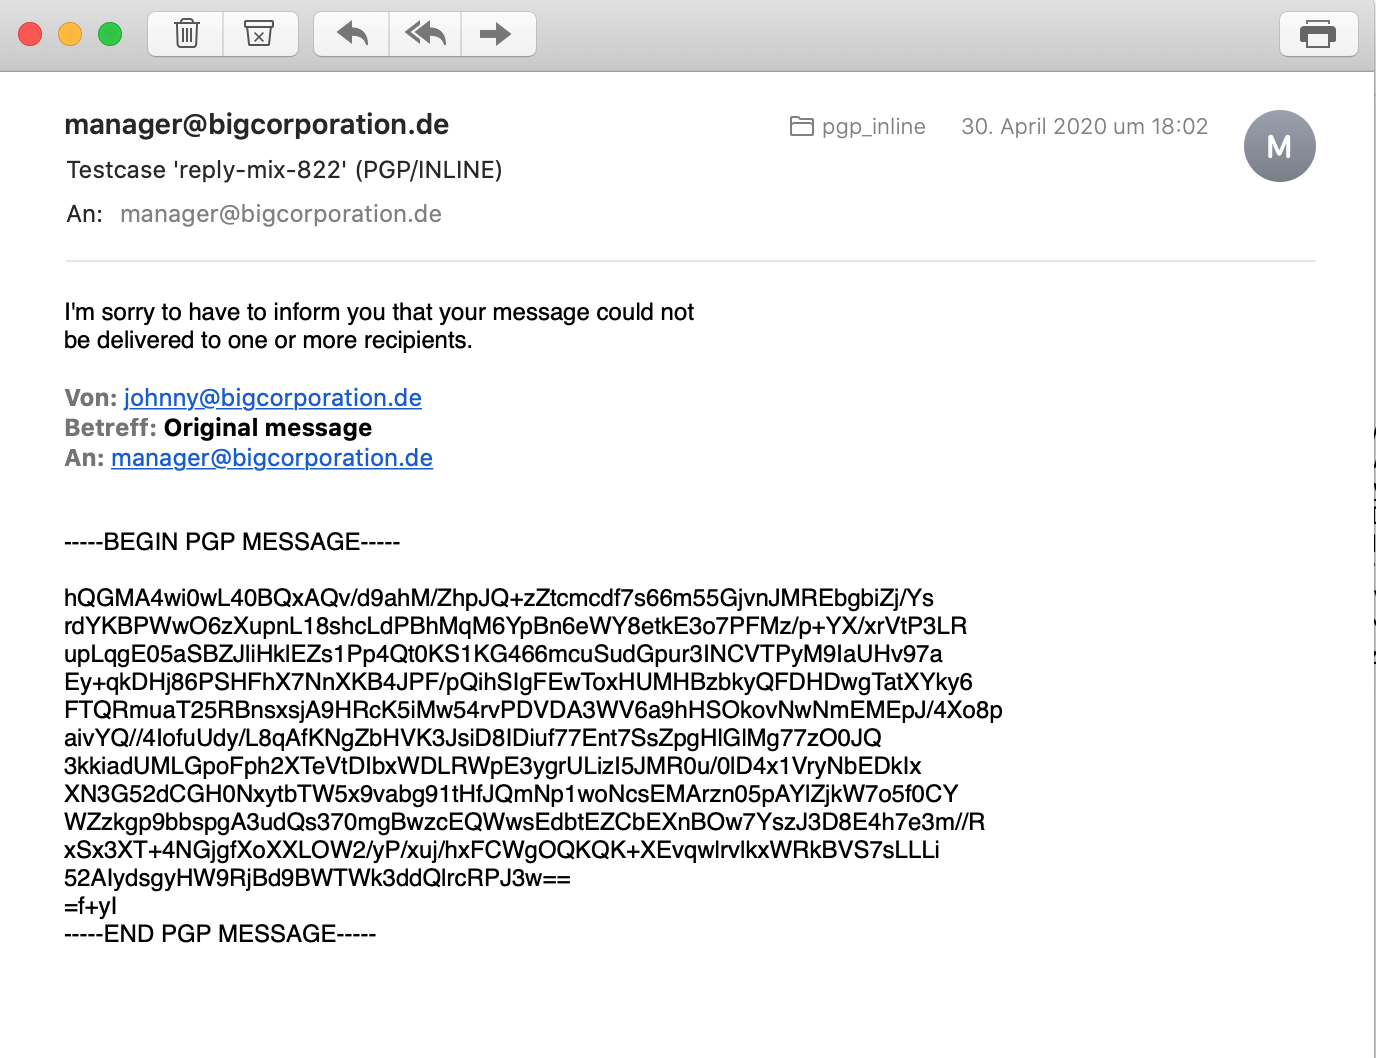 manager@bigcorporation.de
pgp_inline 30. April 2020 um 18:02
M
Testcase 'reply-mix-822' (PGP/INLINE)
An: manager@bigcorporation.de
I'm sorry to have to inform you that your message could not
be delivered to one or more recipients.
Von: johnny@bigcorporation.de
Betreff: Original message
An: manager@bigcorporation.de
-----BEGIN PGP MESSAGE-----
hQGMA4wi0wL40BQxAQv/d9ahM/ZhpJQ+zZtcmcdf7s66m55GjvnJMREbgbiZj/Ys
rdYKBPWwO6zXupnL18shcLdPBhMqM6YpBn6eWY8etkE3o7PFMz/p+YX/xrVtP3LR
upLqgE05aSBZJliHklEZs1Pp4Qt0KS1KG466mcuSudGpur3INCVTPyM9IaUHv97a
Ey+qkDHj86PSHFhX7NnXKB4JPF/pQihSIgFEwToxHUMHBzbkyQFDHDwgTatXYky6
FTQRmuaT25RBnsxsjA9HRcK5iMw54rvPDVDA3WV6a9hHSOkovNwNmEMEpJ/4Xo8p
aivYQ//4IofuUdy/L8qAfKNgZbHVK3JsiD8IDiuf77Ent7SsZpgHlGlMg77zO0JQ
3kkiadUMLGpoFph2XTeVtDIbxWDLRWpE3ygrULizI5JMR0u/0lD4x1VryNbEDkIx
XN3G52dCGH0NxytbTW5x9vabg91tHfJQmNp1woNcsEMArzn05pAYlZjkW7o5f0CY
WZzkgp9bbspgA3udQs370mgBwzcEQWwsEdbtEZCbEXnBOw7YszJ3D8E4h7e3m//R
xSx3XT+4NGjgfXoXXLOW2/yP/xuj/hxFCWgOQKQK+XEvqwlrvlkxWRkBVS7sLLLi
52AIydsgyHW9RjBd9BWTWk3ddQlrcRPJ3w==
=f+yI
-----END PGP MESSAGE-----